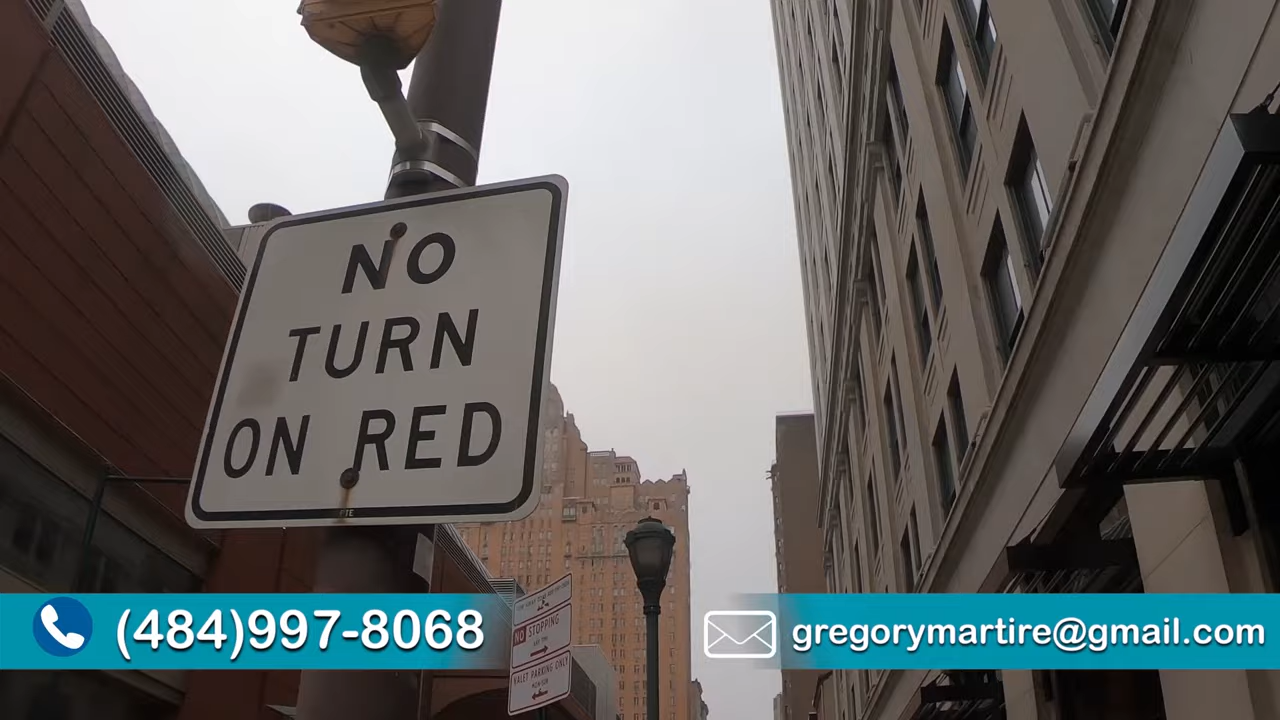 NO
TURN
ON RED
NO STOPPING
VALET PARKING ONLY
(484)997-8068
gregorymartire@gmail.com